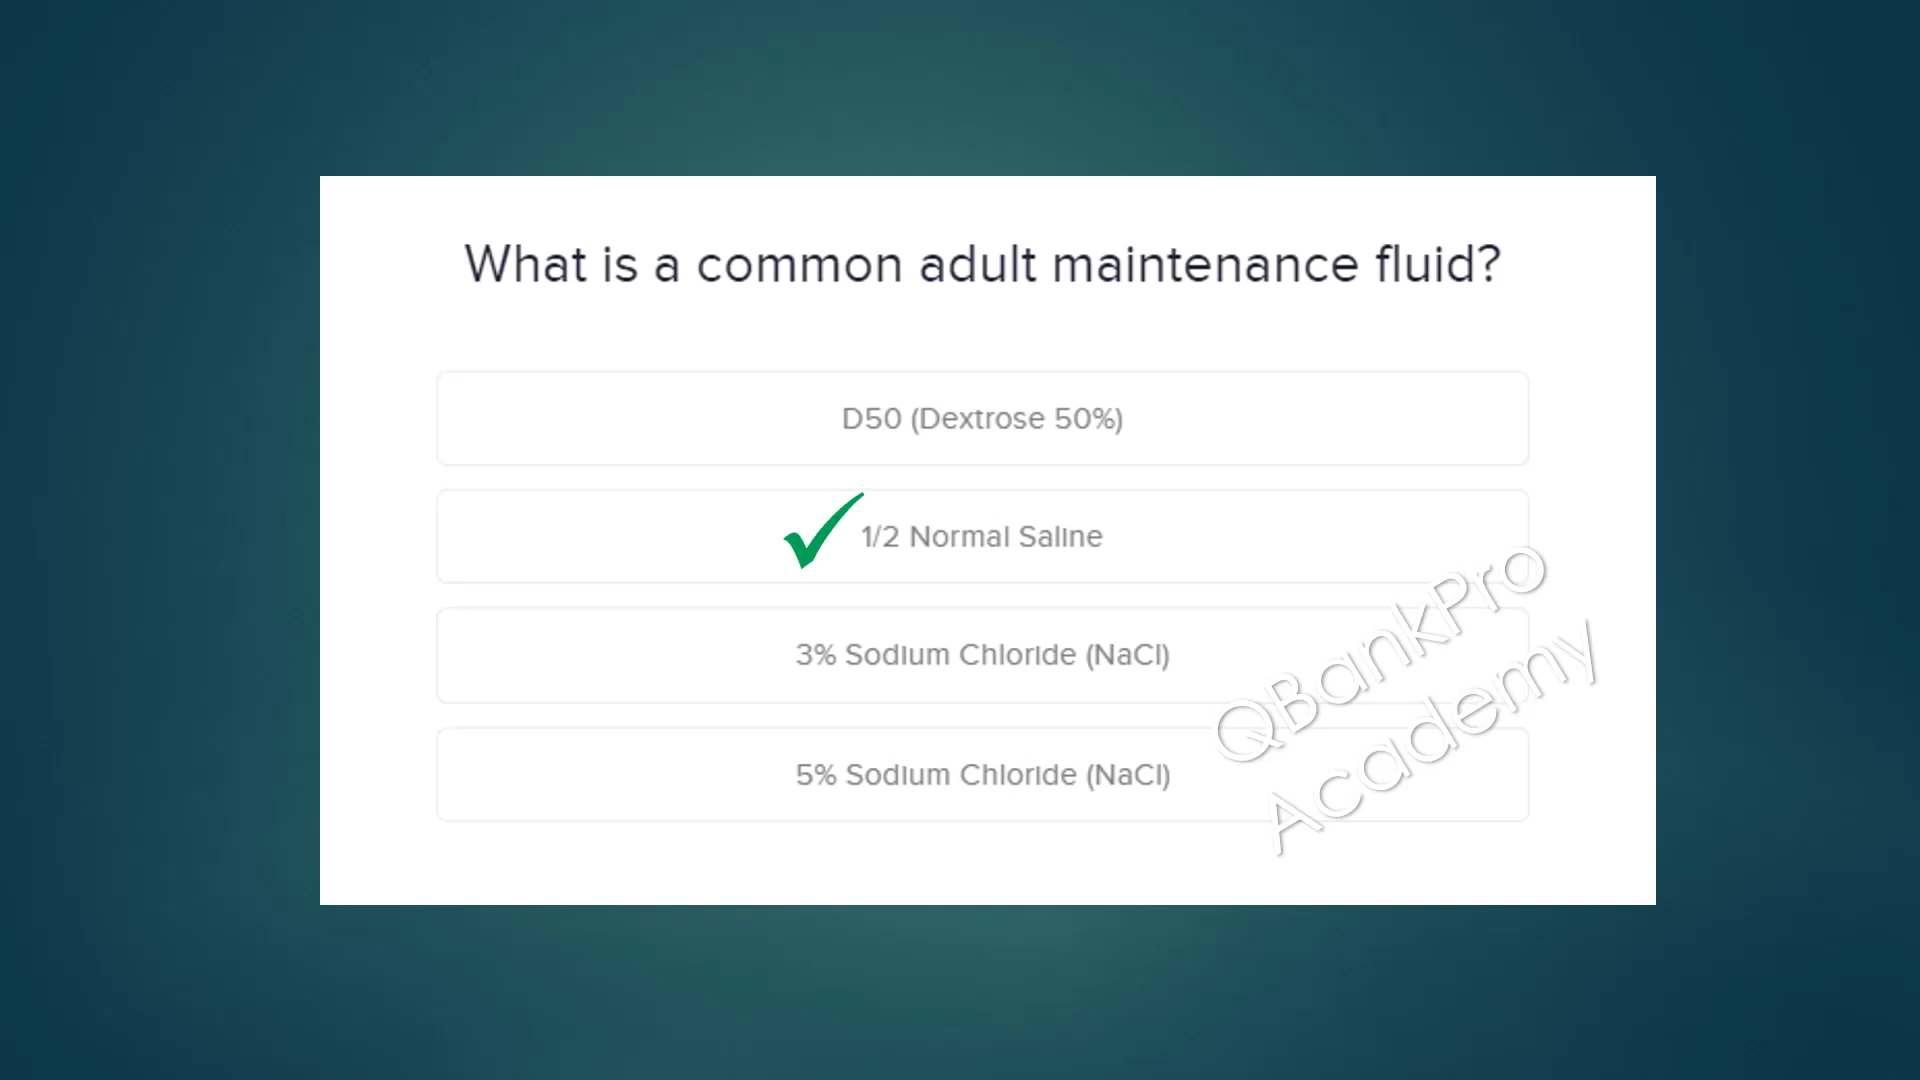 What is a common adult maintenance fluid?
D50 (Dextrose 50%)
1/2 Normal Saline
3% Sodium Chloride (NaCl)
5% Sodium Chloride (NaCl)
QBankPro
Academy